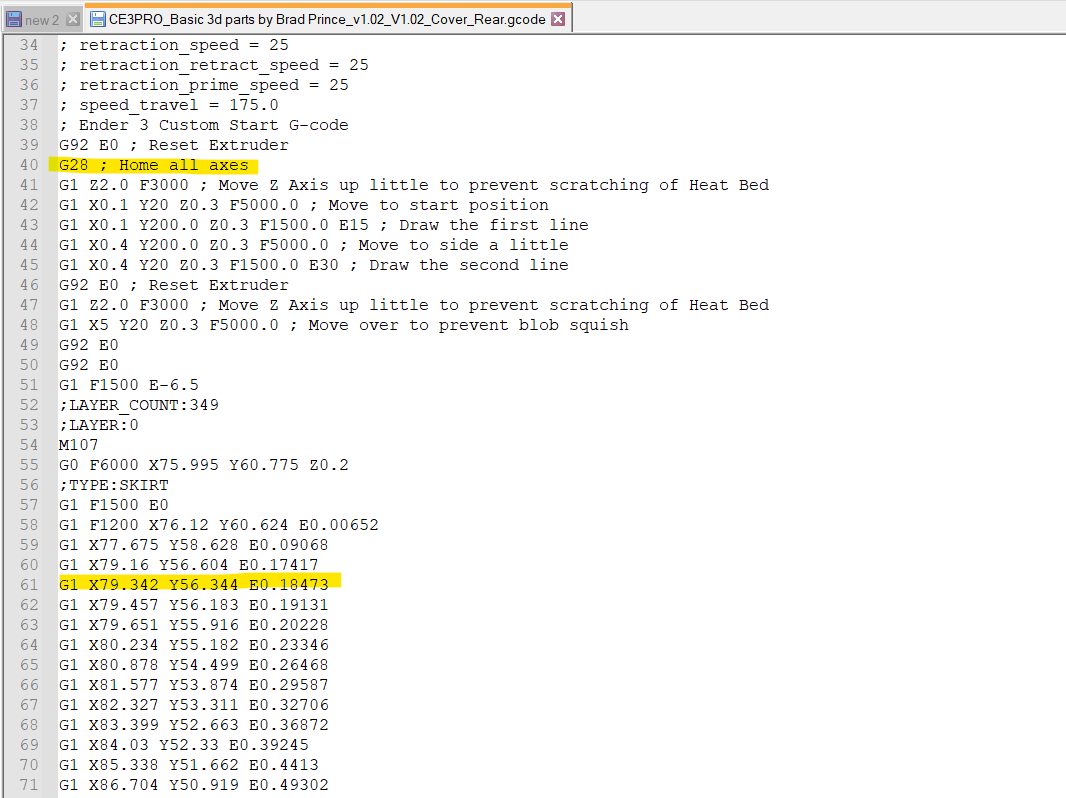 new 2 CE3PRO_Basic 3d parts by Brad Prince_v1.02_V1.02_Cover_Rear.gcode
34 ; retraction_speed = 25
35 ; retraction_retract_speed = 25
36 ; retraction_prime_speed = 25
37 ; speed_travel = 175.0
38 ; Ender 3 Custom Start G-code
39 G92 E0 ; Reset Extruder
40 G28 ; Home all axes
41 G1 Z2.0 F3000 ; Move Z Axis up little to prevent scratching of Heat Bed
42 G1 X0.1 Y20 Z0.3 F5000.0 ; Move to start position
43 G1 X0.1 Y200.0 Z0.3 F1500.0 E15 ; Draw the first line
44 G1 X0.4 Y200.0 Z0.3 F5000.0 ; Move to side a little
45 G1 X0.4 Y20 Z0.3 F1500.0 E30 ; Draw the second line
46 G92 E0 ; Reset Extruder
47 G1 Z2.0 F3000 ; Move Z Axis up little to prevent scratching of Heat Bed
48 G1 X5 Y20 Z0.3 F5000.0 ; Move over to prevent blob squish
49 G92 E0
50 G92 E0
51 G1 F1500 E-6.5
52 ;LAYER_COUNT:349
53 ;LAYER:0
54 M107
55 G0 F6000 X75.995 Y60.775 Z0.2
56 ;TYPE:SKIRT
57 G1 F1500 E0
58 G1 F1200 X76.12 Y60.624 E0.00652
59 G1 X77.675 Y58.628 E0.09068
60 G1 X79.16 Y56.604 E0.17417
61 G1 X79.342 Y56.344 E0.18473
62 G1 X79.457 Y56.183 E0.19131
63 G1 X79.651 Y55.916 E0.20228
64 G1 X80.234 Y55.182 E0.23346
65 G1 X80.878 Y54.499 E0.26468
66 G1 X81.577 Y53.874 E0.29587
67 G1 X82.327 Y53.311 E0.32706
68 G1 X83.399 Y52.663 E0.36872
69 G1 X84.03 Y52.33 E0.39245
70 G1 X85.338 Y51.662 E0.4413
71 G1 X86.704 Y50.919 E0.49302